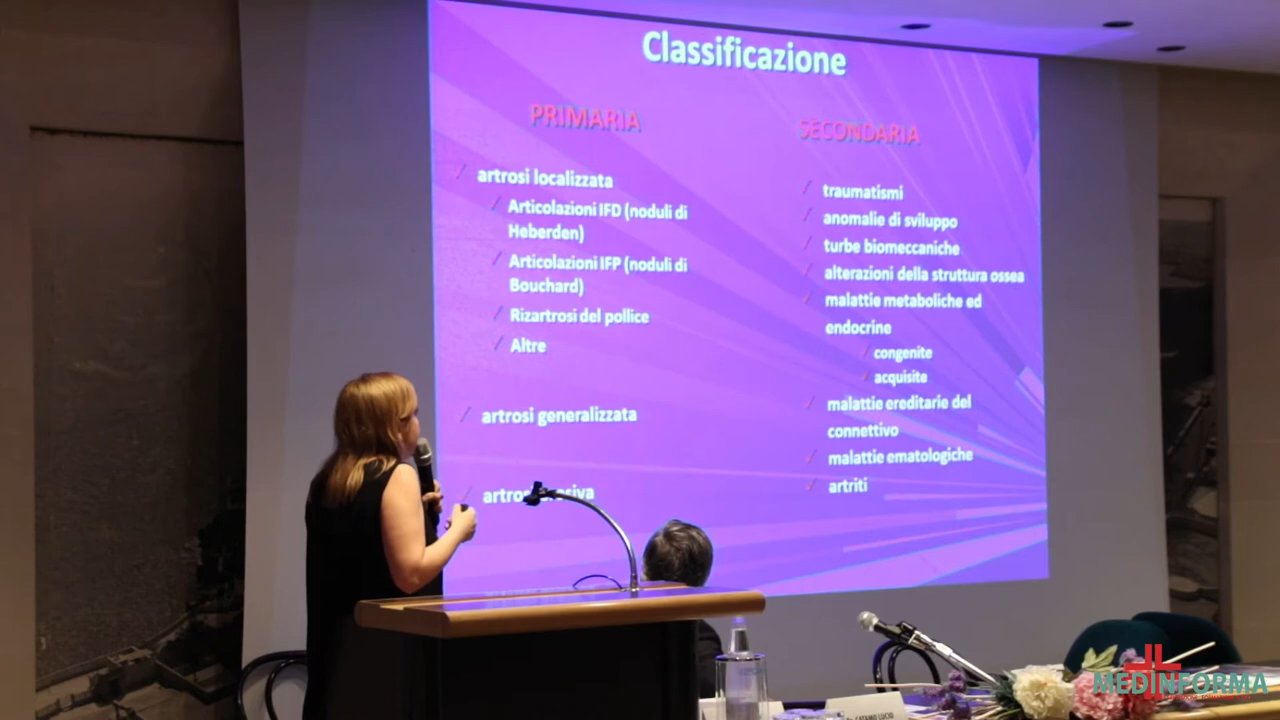 Classificazione
PRIMARIA
artrosi localizzata
Articolazioni IFD (noduli di
Heberden)
Articolazioni IFP (noduli di
Bouchard)
Rizartrosi del pollice
Altre
artrosi generalizzata
SECONDARIA
traumatismi
anomalie di sviluppo
turbe biomeccaniche
alterazioni della struttura ossea
malattie metaboliche ed
endocrine
congenite
acquisite
malattie ereditarie del
connettivo
malattie ematologiche
artriti
CATAMO LUCIO
MEDINFORMA